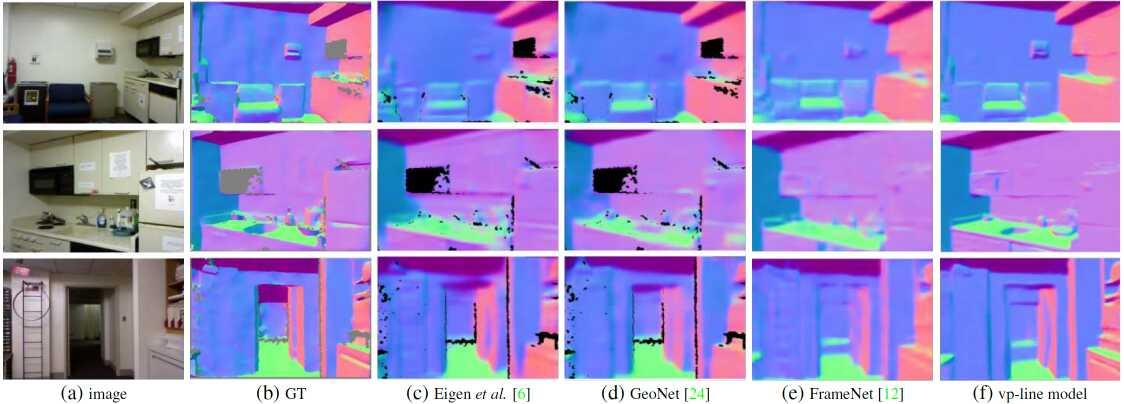 (a) image
(b) GT
(c) Eigen et al. [6]
(d) GeoNet [24]
(e) FrameNet [12]
(f) vp-line model